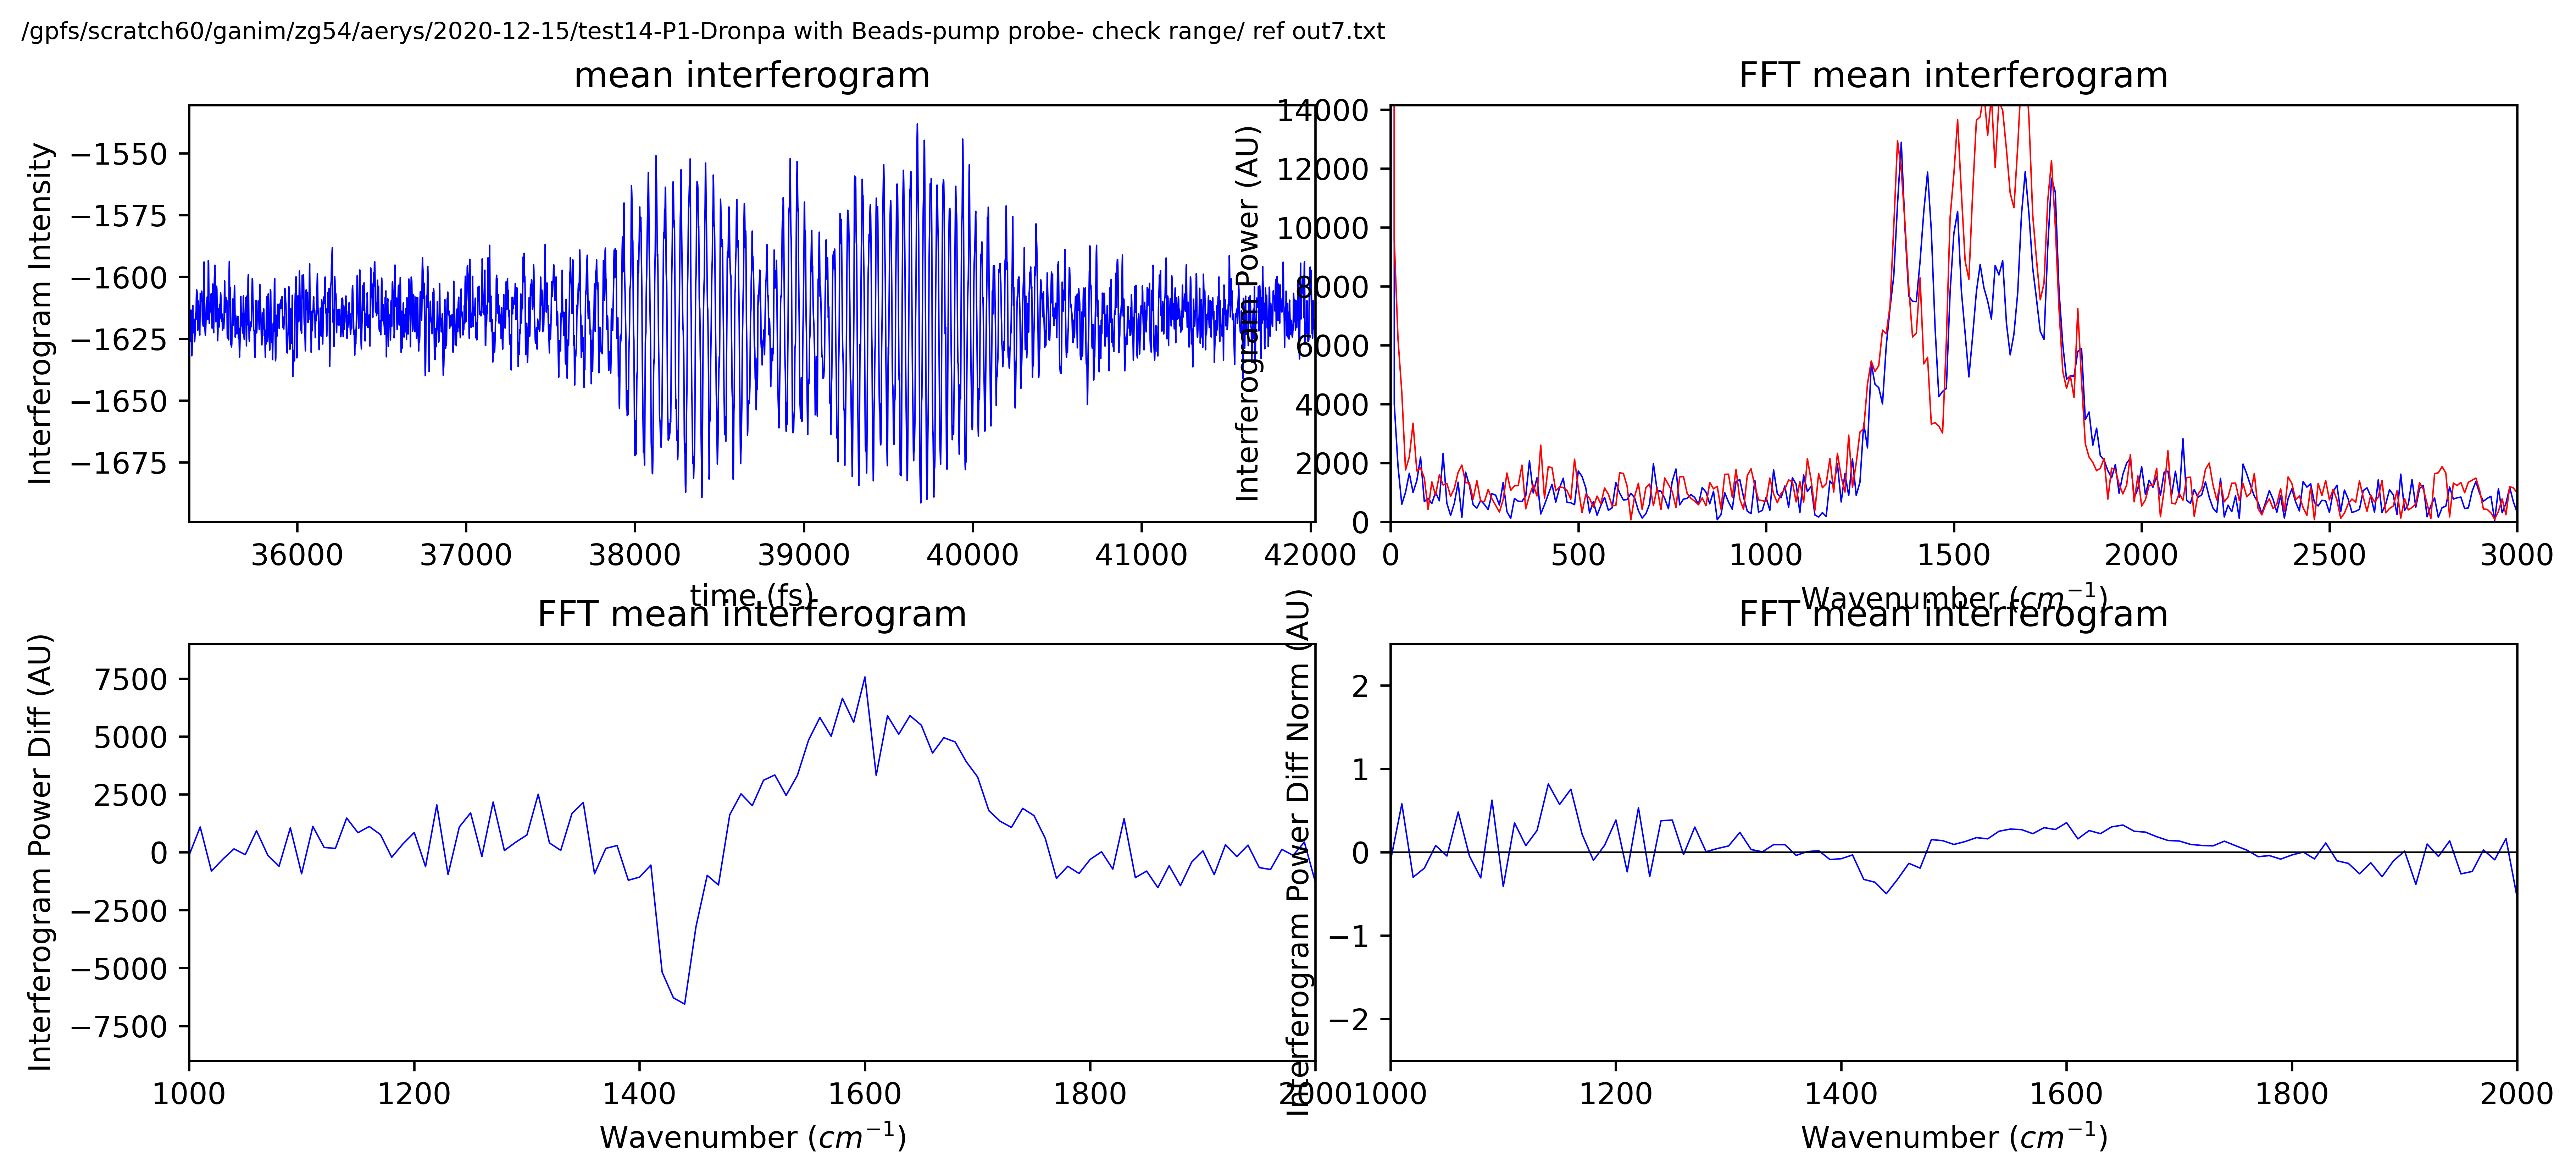 /gpfs/scratch60/ganim/zg54/aerys/2020-12-15/test14-P1-Dronpa with Beads-pump probe- check range/ ref out7.txt
mean interferogram
Interferogram Intensity
−1550
−1575
−1600
−1625
−1650
−1675
36000 37000 38000 39000 40000 41000 42000
time (fs)
FFT mean interferogram
Interferogram Power (AU)
14000
12000
10000
8000
6000
4000
2000
0
0 500 1000 1500 2000 2500 3000
Wavenumber (cm⁻¹)
FFT mean interferogram
Interferogram Power Diff (AU)
7500
5000
2500
0
−2500
−5000
−7500
1000 1200 1400 1600 1800 2000
Wavenumber (cm⁻¹)
FFT mean interferogram
Interferogram Power Diff Norm (AU)
2
1
0
−1
−2
1000 1200 1400 1600 1800 2000
Wavenumber (cm⁻¹)